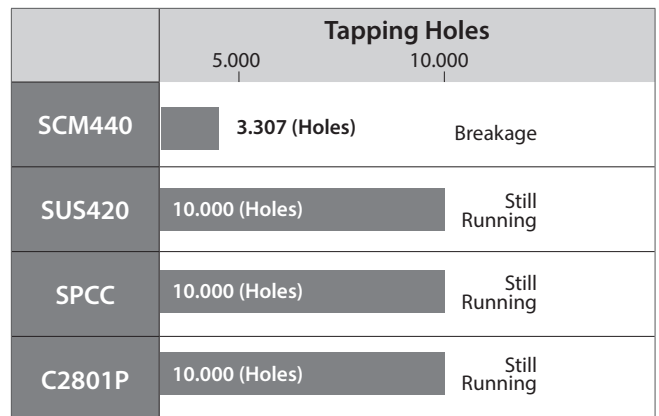 Tapping Holes
5.000 10.000
SCM440 3.307 (Holes) Breakage
SUS420 10.000 (Holes) Still
Running
SPCC 10.000 (Holes) Still
Running
C2801P 10.000 (Holes) Still
Running